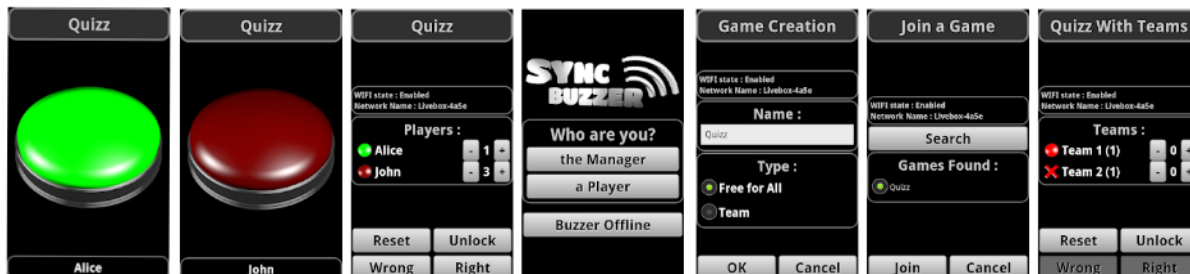 Quizz
Alice
Quizz
John
Quizz
WIFI state : Enabled
Network Name : Livebox-4a5e
Players :
Alice - 1 +
John - 3 +
Reset Unlock
Wrong Right
SYNC
BUZZER
Who are you?
the Manager
a Player
Buzzer Offline
Game Creation
WIFI state : Enabled
Network Name : Livebox-4a5e
Name :
Quizz
Type :
Free for All
Team
OK Cancel
Join a Game
WIFI state : Enabled
Network Name : Livebox-4a5e
Search
Games Found :
Quizz
Join Cancel
Quizz With Teams
WIFI state : Enabled
Network Name : Livebox-4a5e
Teams :
Team 1 (1) - 0 +
Team 2 (1) - 0 +
Reset Unlock
Wrong Right